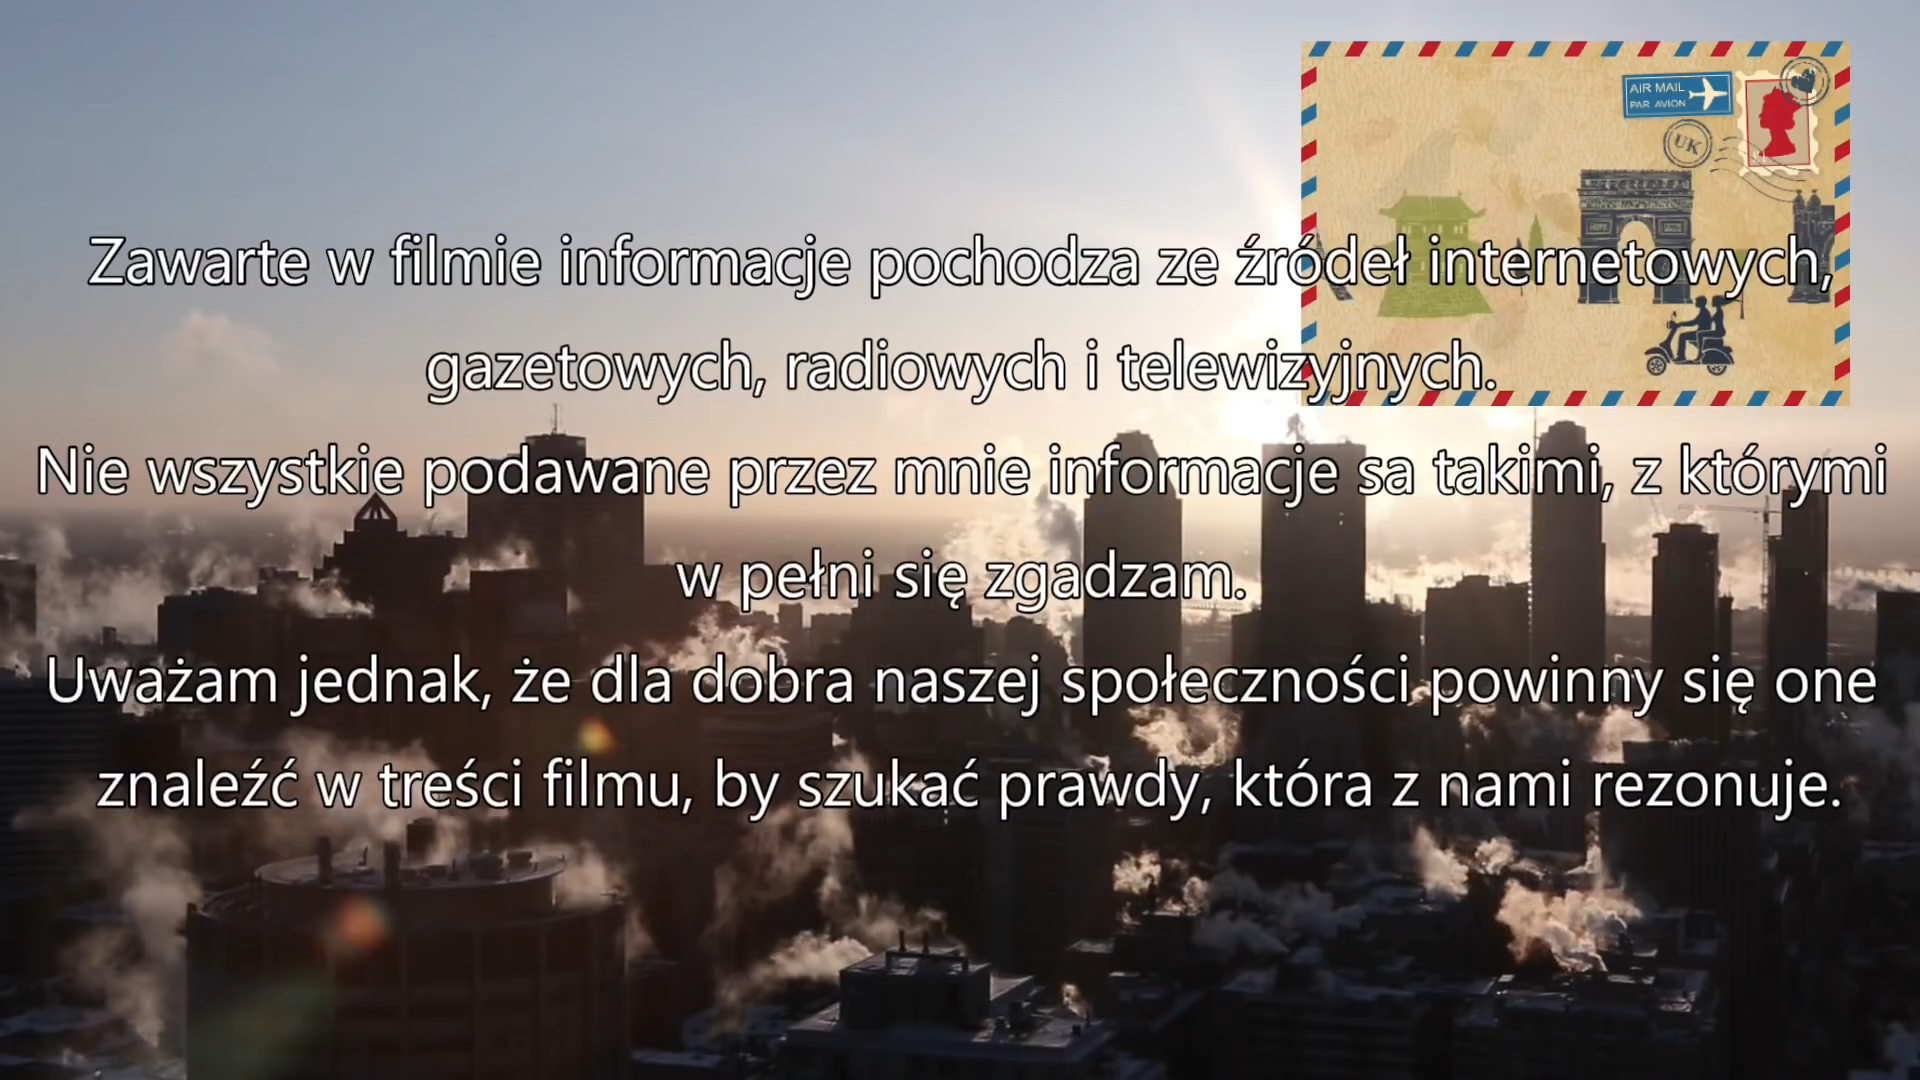 AIR MAIL
PAR AVION
UK
Zawarte w filmie informacje pochodza ze źródeł internetowych,
gazetowych, radiowych i telewizyjnych.
Nie wszystkie podawane przez mnie informacje sa takimi, z którymi
w pełni się zgadzam.
Uważam jednak, że dla dobra naszej społeczności powinny się one
znaleźć w treści filmu, by szukać prawdy, która z nami rezonuje.